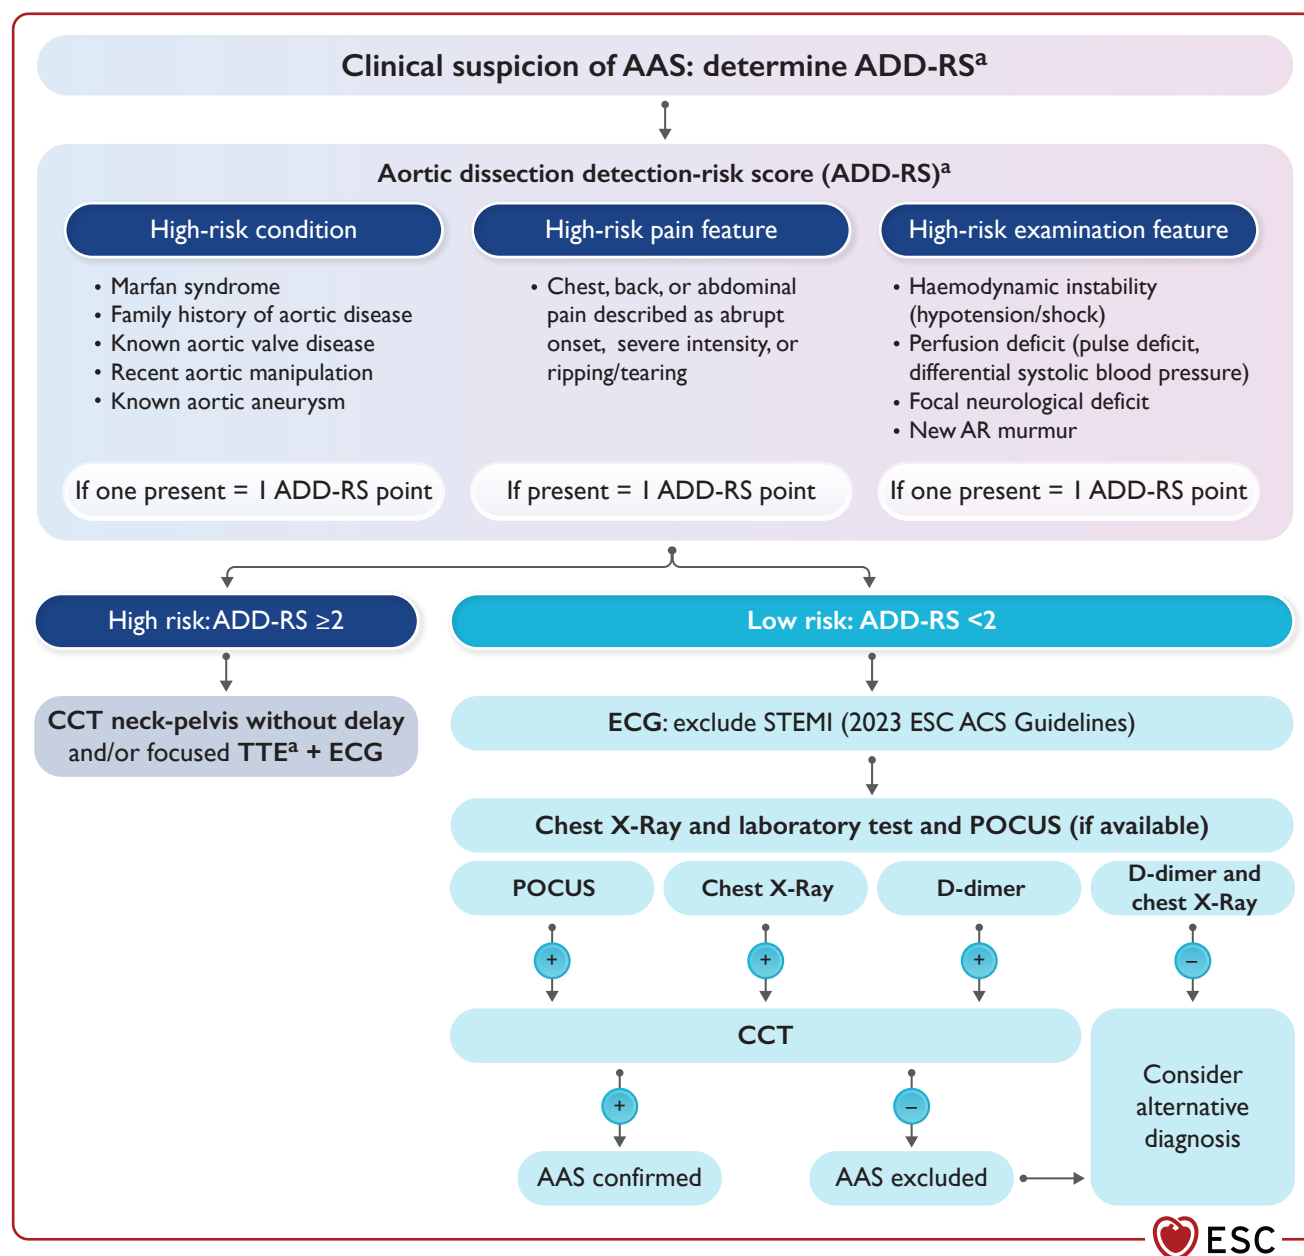 Clinical suspicion of AAS: determine ADD-RSa
Aortic dissection detection-risk score (ADD-RS)a
High-risk condition
• Marfan syndrome
• Family history of aortic disease
• Known aortic valve disease
• Recent aortic manipulation
• Known aortic aneurysm
If one present = 1 ADD-RS point
High-risk pain feature
• Chest, back, or abdominal
pain described as abrupt
onset, severe intensity, or
ripping/tearing
If present = 1 ADD-RS point
High-risk examination feature
• Haemodynamic instability
(hypotension/shock)
• Perfusion deficit (pulse deficit,
differential systolic blood pressure)
• Focal neurological deficit
• New AR murmur
If one present = 1 ADD-RS point
High risk: ADD-RS ≥2
CCT neck-pelvis without delay
and/or focused TTEa + ECG
Low risk: ADD-RS <2
ECG: exclude STEMI (2023 ESC ACS Guidelines)
Chest X-Ray and laboratory test and POCUS (if available)
POCUS
Chest X-Ray
D-dimer
D-dimer and
chest X-Ray
+
+
+
–
CCT
+
–
AAS confirmed
AAS excluded
Consider
alternative
diagnosis
ESC